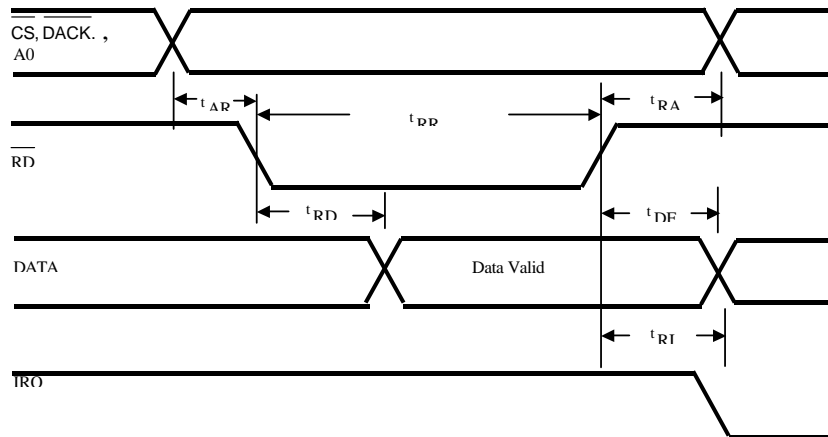 CS, DACK. ,
A0
t AR
t RR
t RA
RD
t RD
t DF
DATA
Data Valid
t RI
IRQ